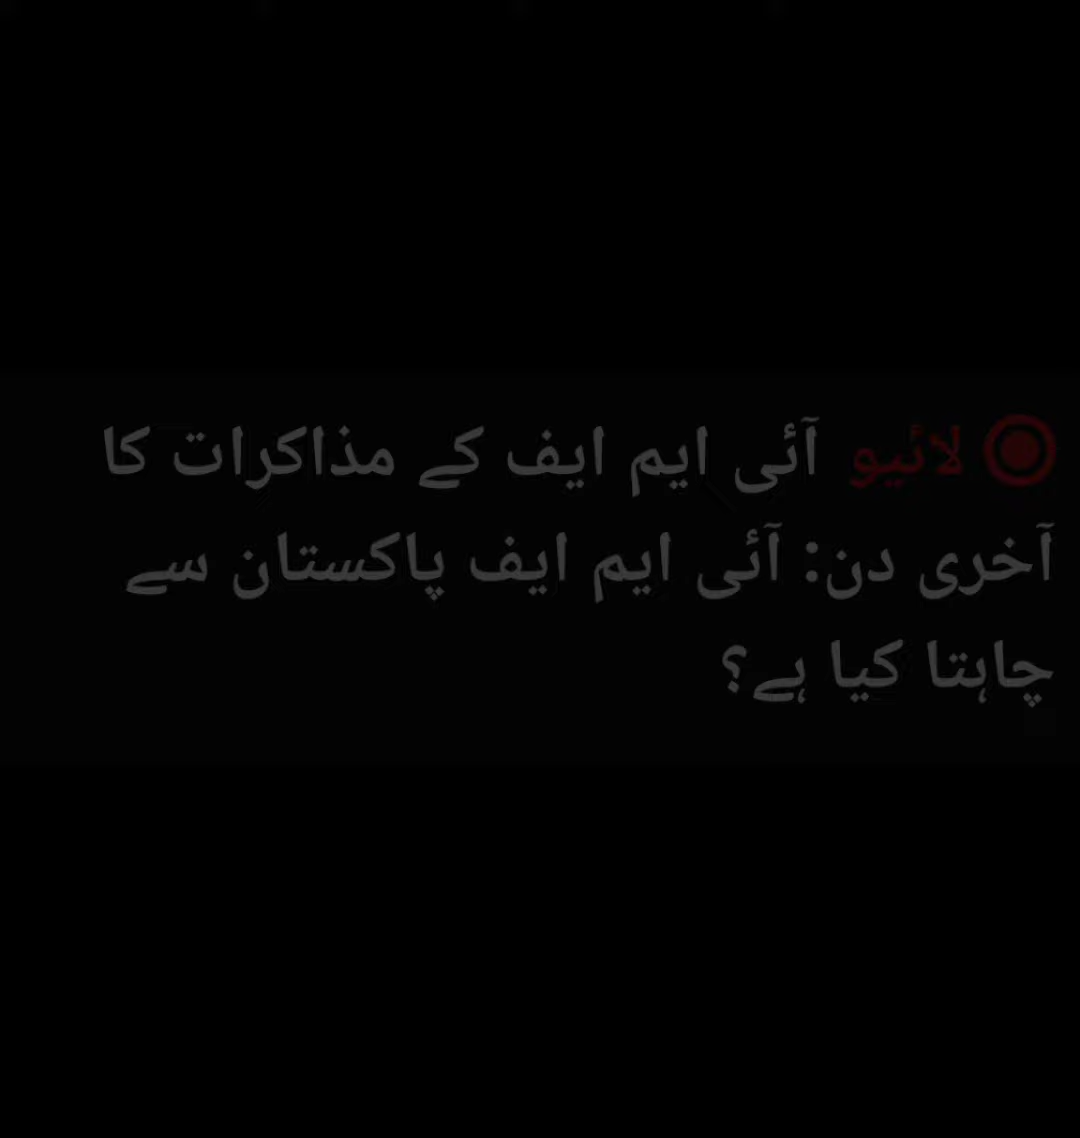 لائیو آئی ایم ایف کے مذاکرات کا
آخری دن: آئی ایم ایف پاکستان سے
چاہتا کیا ہے؟